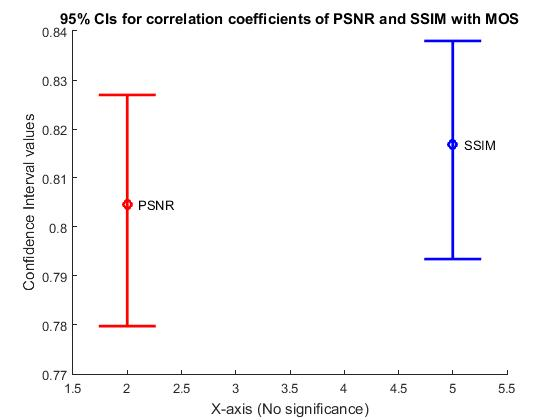 95% CIs for correlation coefficients of PSNR and SSIM with MOS
0.84
0.83
0.82
0.81
0.8
0.79
0.78
0.77
Confidence Interval values
PSNR
SSIM
1.5 2 2.5 3 3.5 4 4.5 5 5.5
X-axis (No significance)